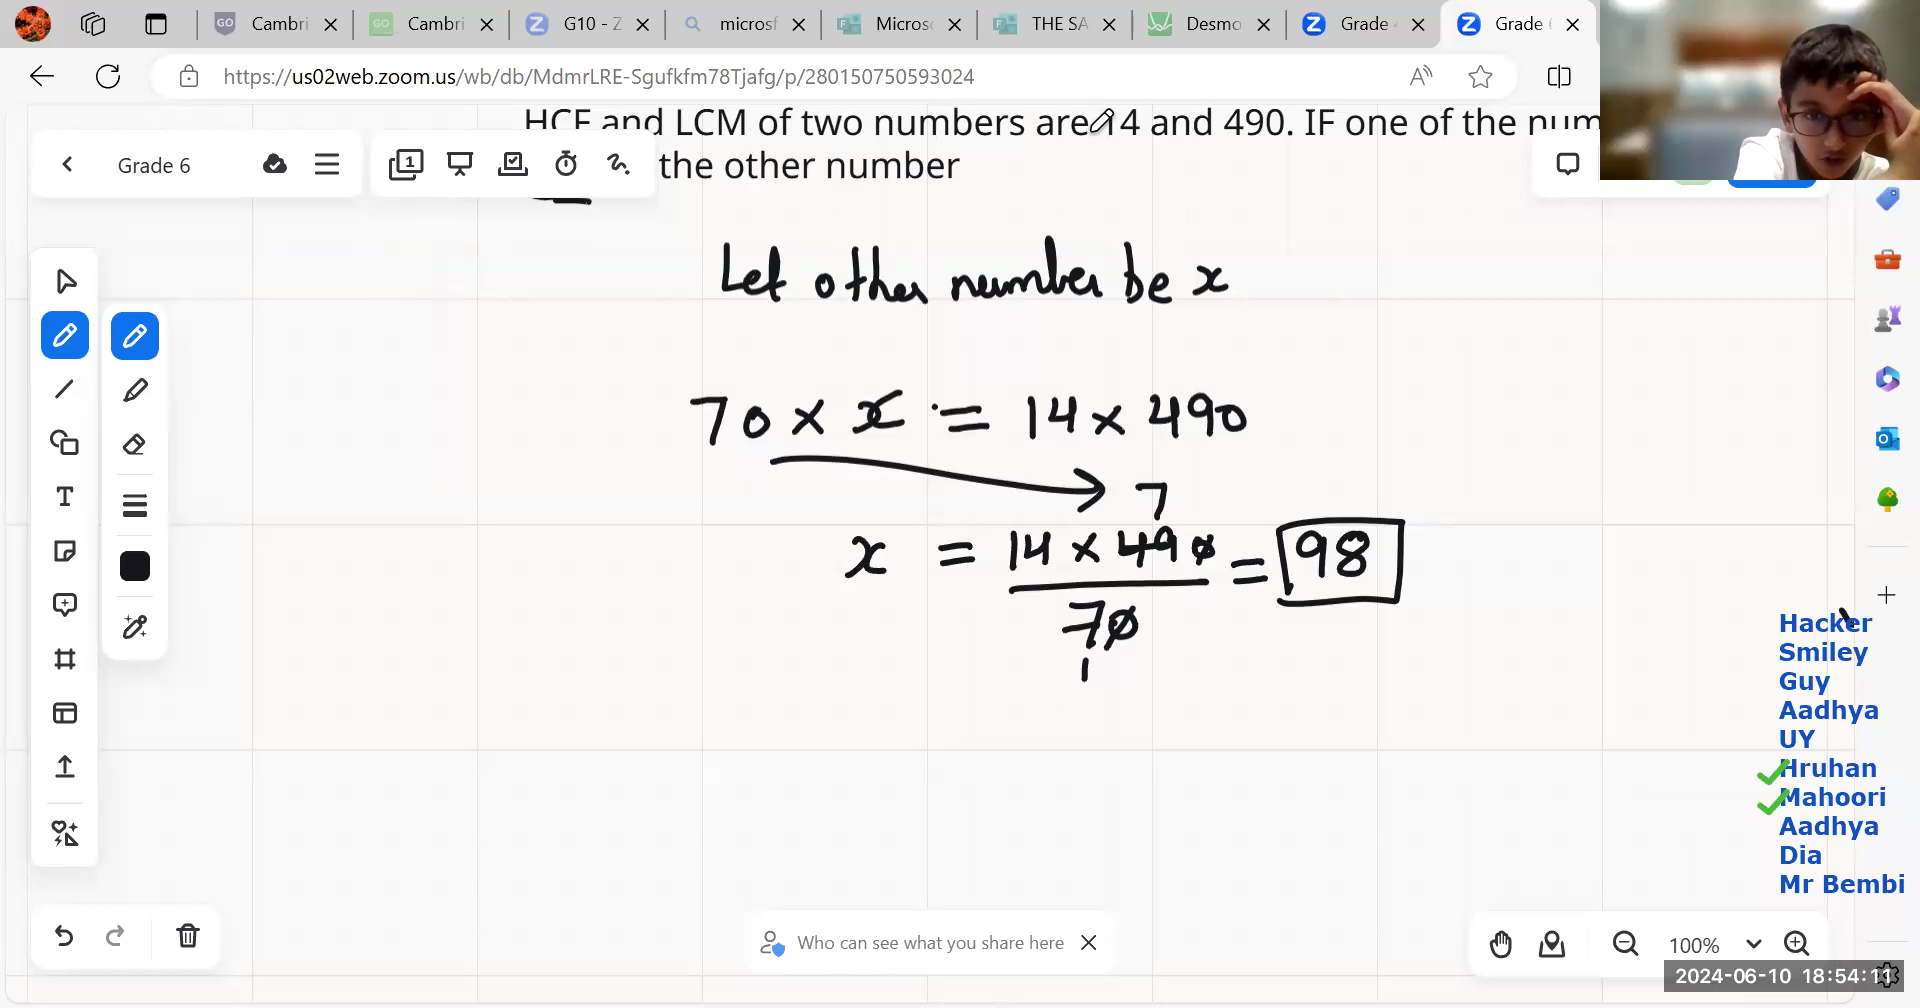 Cambri
Cambri
G10 - Z
microsf
Micros
THE SA
Desmo
Grade
Grade
https://us02web.zoom.us/wb/db/MdmrLRE-Sgufkfm78Tjafg/p/280150750593024
HCF and LCM of two numbers are 14 and 490. IF one of the num
the other number
Grade 6
Let other number be x
70 × x = 14 × 490
7
x = 14 × 490 = 98
70
1
Hacker
Smiley
Guy
Aadhya
UY
Hruhan
Mahoori
Aadhya
Dia
Mr Bembi
Who can see what you share here
100%
2024-06-10 18:54:11